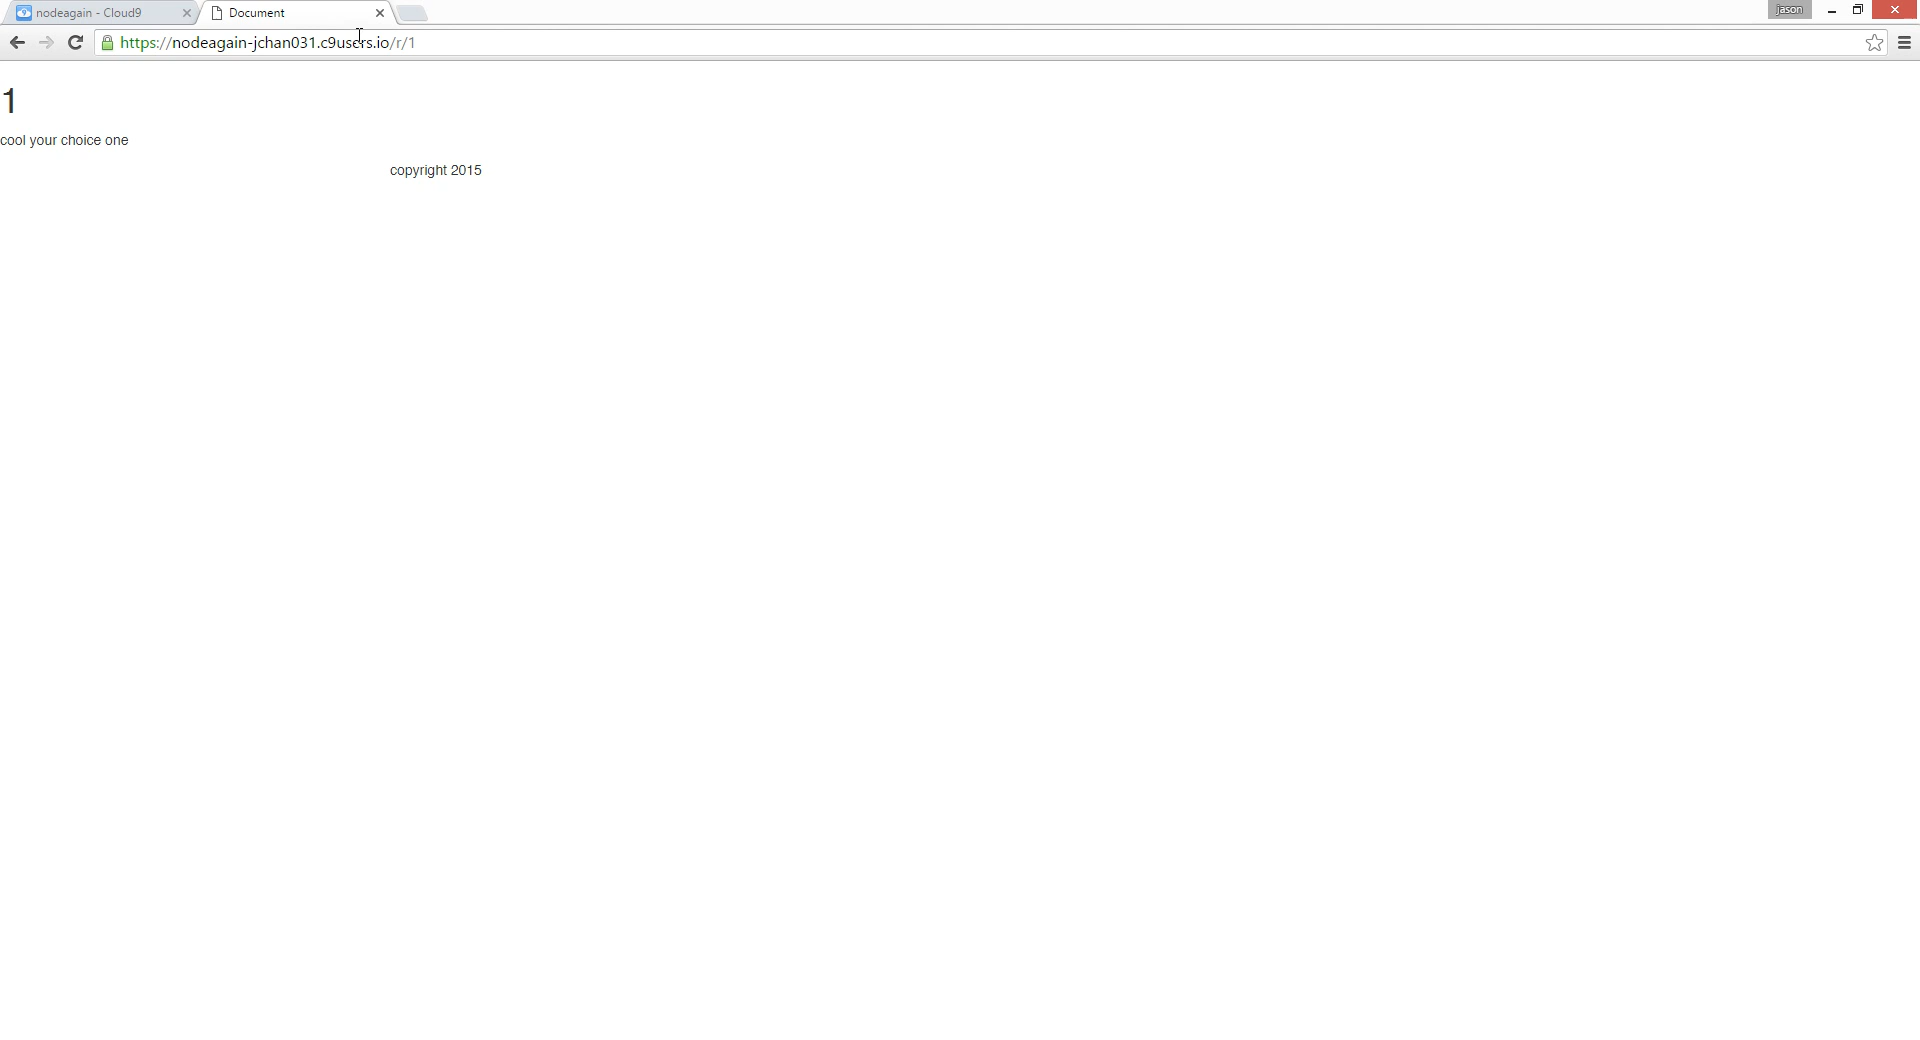 nodeagain - Cloud9
Document
jason
https://nodeagain-jchan031.c9users.io/r/1
1
cool your choice one
copyright 2015